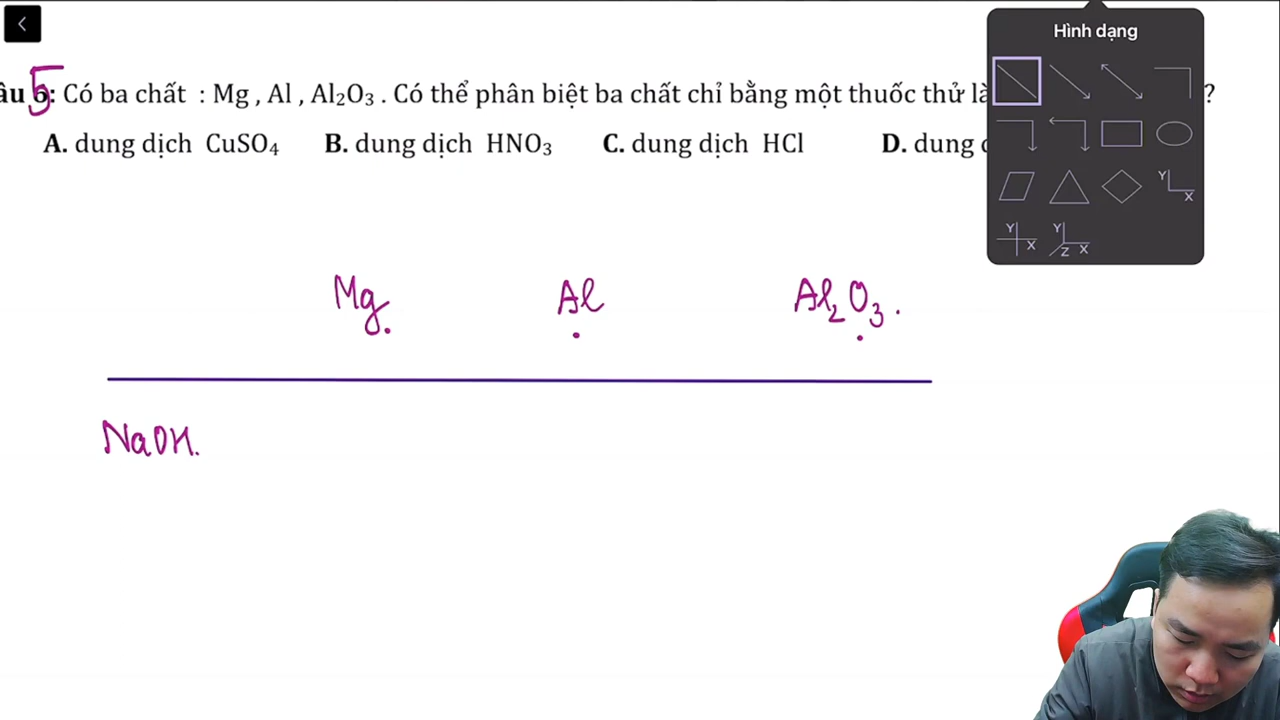 Hình dạng
âu 5: Có ba chất : Mg , Al , Al₂O₃ . Có thể phân biệt ba chất chỉ bằng một thuốc thử là ?
A. dung dịch CuSO₄ B. dung dịch HNO₃ C. dung dịch HCl D. dung
Y X
Y X Y Z X
Mg. Al Al₂O₃.
NaOH.